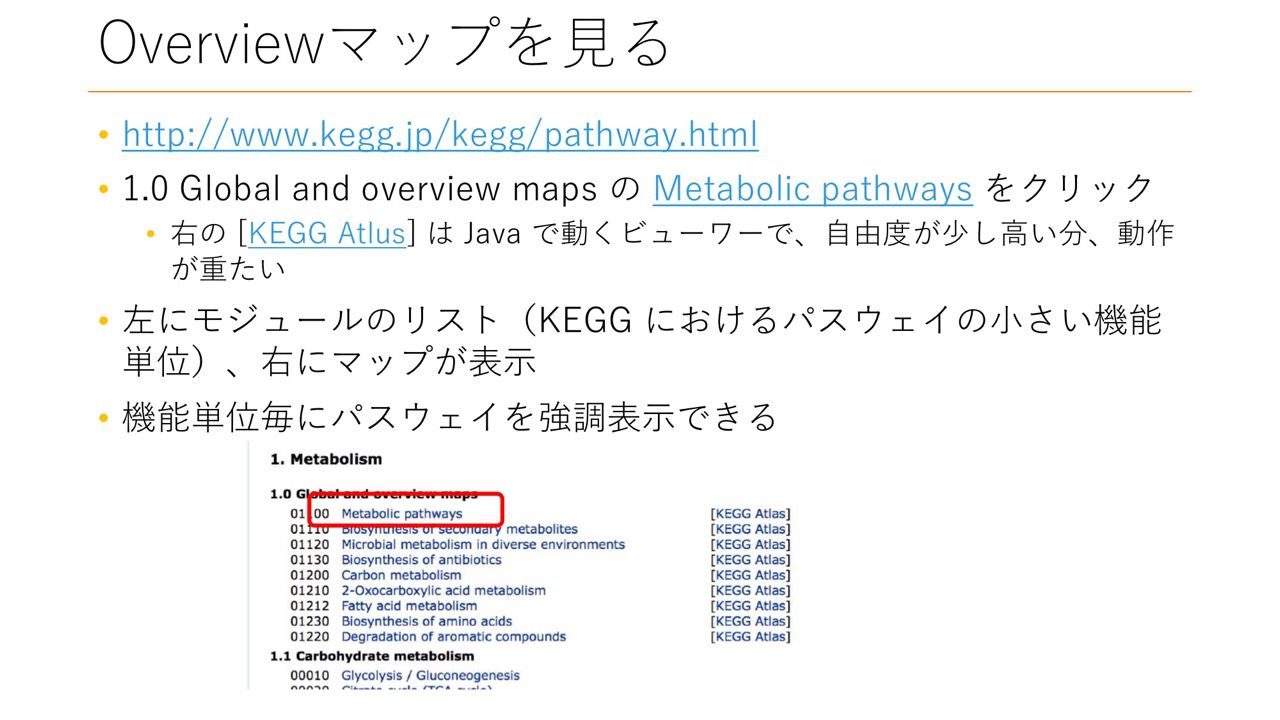 Overviewマップを見る
• http://www.kegg.jp/kegg/pathway.html
• 1.0 Global and overview maps の Metabolic pathways をクリック
• 右の [KEGG Atlus] は Java で動くビューワーで、自由度が少し高い分、動作
が重たい
• 左にモジュールのリスト（KEGG におけるパスウェイの小さい機能
単位）、右にマップが表示
• 機能単位毎にパスウェイを強調表示できる
1. Metabolism
1.0 Global and overview maps
01100 Metabolic pathways [KEGG Atlas]
01110 Biosynthesis of secondary metabolites [KEGG Atlas]
01120 Microbial metabolism in diverse environments [KEGG Atlas]
01130 Biosynthesis of antibiotics [KEGG Atlas]
01200 Carbon metabolism [KEGG Atlas]
01210 2-Oxocarboxylic acid metabolism [KEGG Atlas]
01212 Fatty acid metabolism [KEGG Atlas]
01230 Biosynthesis of amino acids [KEGG Atlas]
01220 Degradation of aromatic compounds [KEGG Atlas]
1.1 Carbohydrate metabolism
00010 Glycolysis / Gluconeogenesis
00020 Citrate cycle (TCA cycle)